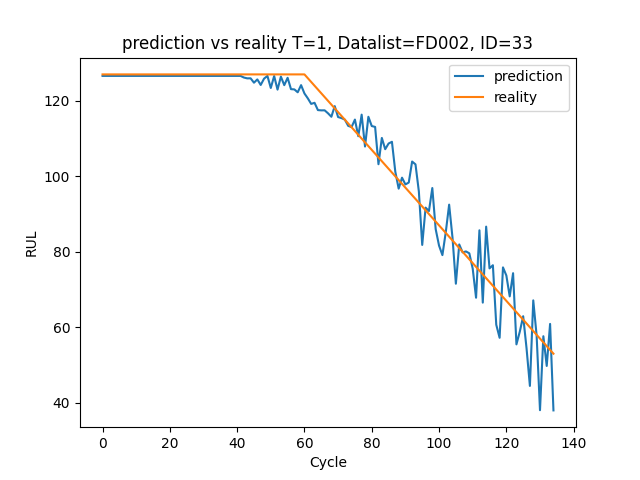 prediction vs reality T=1, Datalist=FD002, ID=33
prediction
reality
RUL
120
100
80
60
40
0 20 40 60 80 100 120 140
Cycle